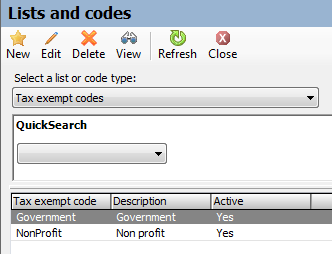 Lists and codes
New Edit Delete View Refresh Close
Select a list or code type:
Tax exempt codes
QuickSearch
Tax exempt code Description Active
Government Government Yes
NonProfit Non profit Yes